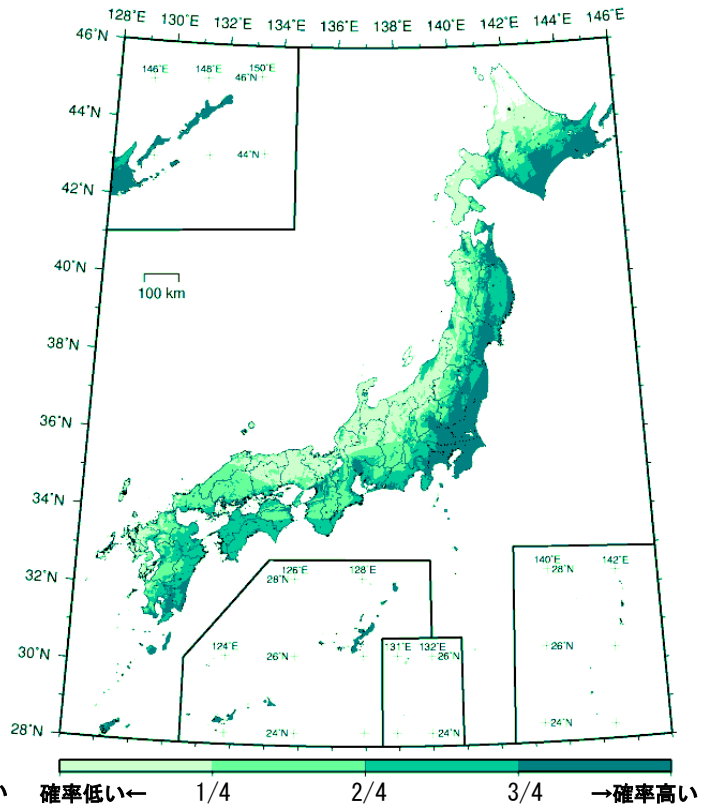 128˚E 130˚E 132˚E 134˚E 136˚E 138˚E 140˚E 142˚E 144˚E 146˚E
46˚N
146˚E 148˚E 150˚E
46˚N
44˚N
44˚N
42˚N
40˚N
100 km
38˚N
36˚N
34˚N
32˚N
126˚E 128˚E
28˚N
140˚E 142˚E
28˚N
30˚N
124˚E
26˚N
131˚E 132˚E
26˚N
26˚N
28˚N
24˚N
24˚N
24˚N
い 確率低い← 1/4 2/4 3/4 →確率高い